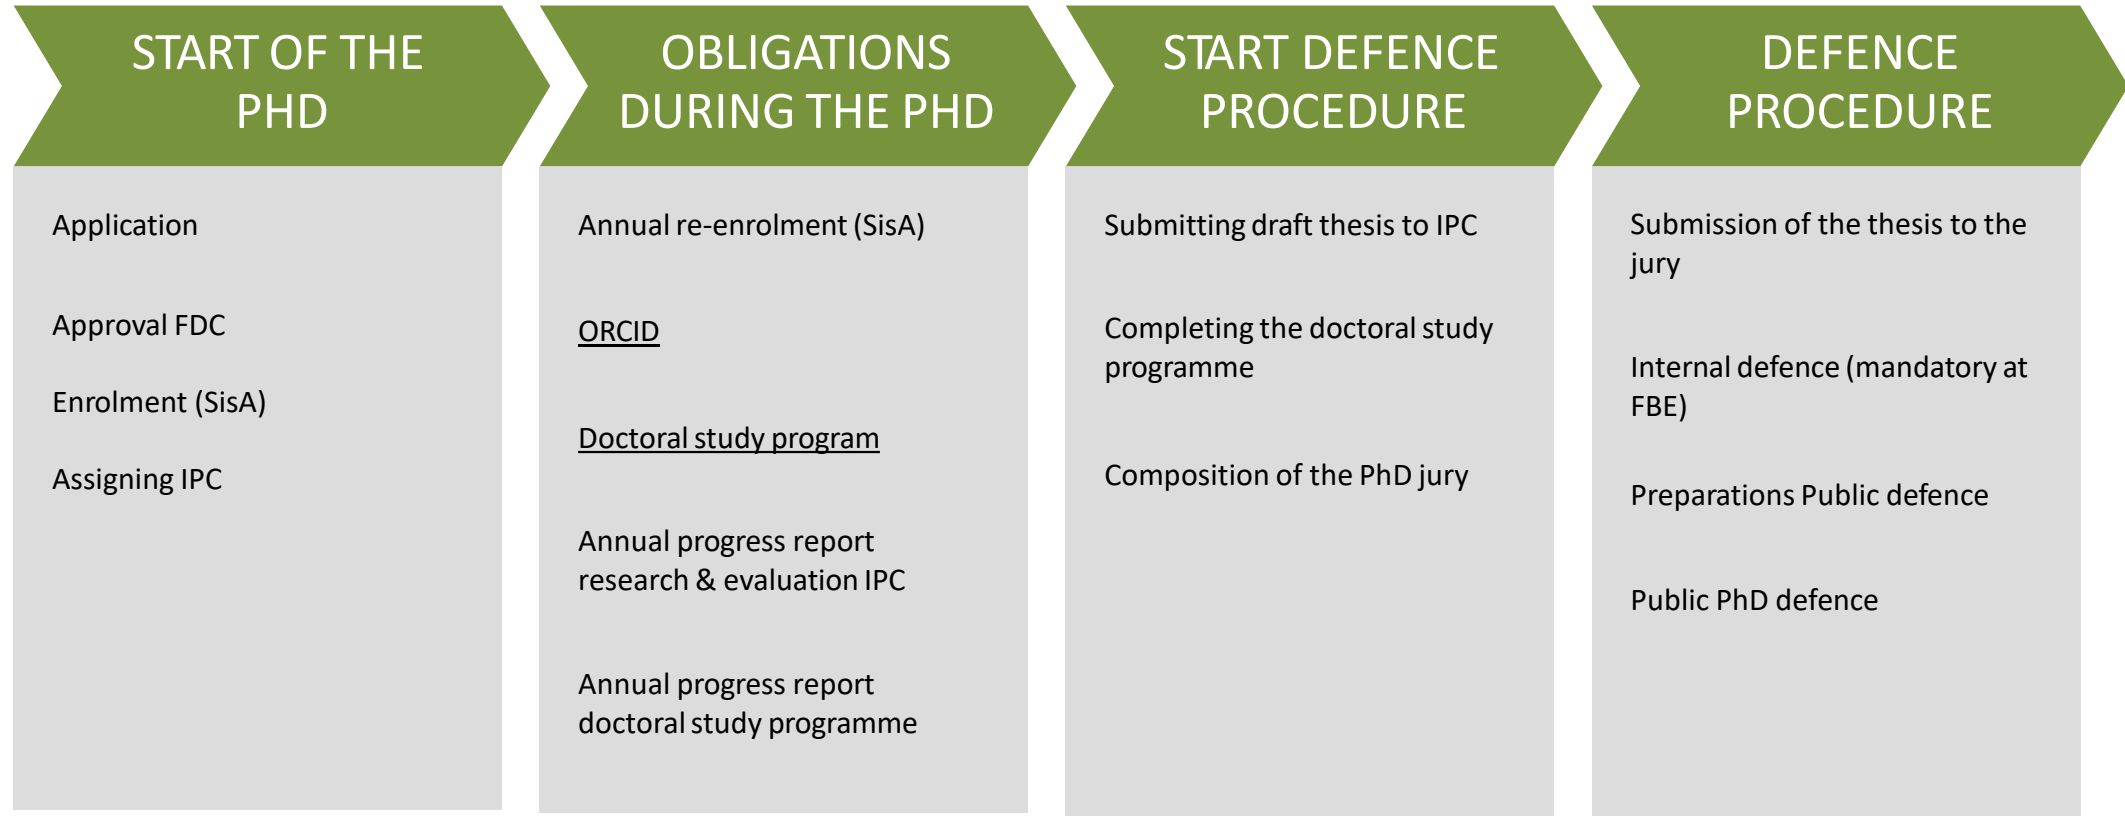 START OF THE
PHD
Application
Approval FDC
Enrolment (SisA)
Assigning IPC
OBLIGATIONS
DURING THE PHD
Annual re-enrolment (SisA)
ORCID
Doctoral study program
Annual progress report
research & evaluation IPC
Annual progress report
doctoral study programme
START DEFENCE
PROCEDURE
Submitting draft thesis to IPC
Completing the doctoral study
programme
Composition of the PhD jury
DEFENCE
PROCEDURE
Submission of the thesis to the
jury
Internal defence (mandatory at
FBE)
Preparations Public defence
Public PhD defence